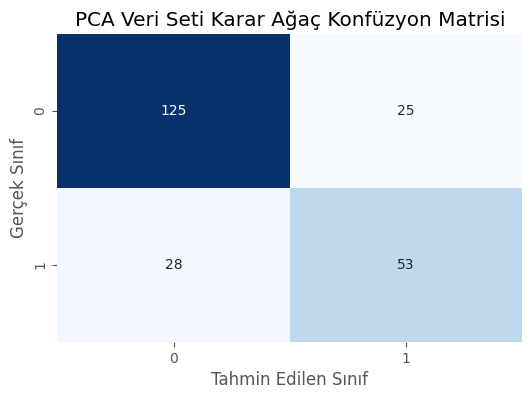 PCA Veri Seti Karar Ağaç Konfüzyon Matrisi
Gerçek Sınıf
0
125
25
1
28
53
0
1
Tahmin Edilen Sınıf